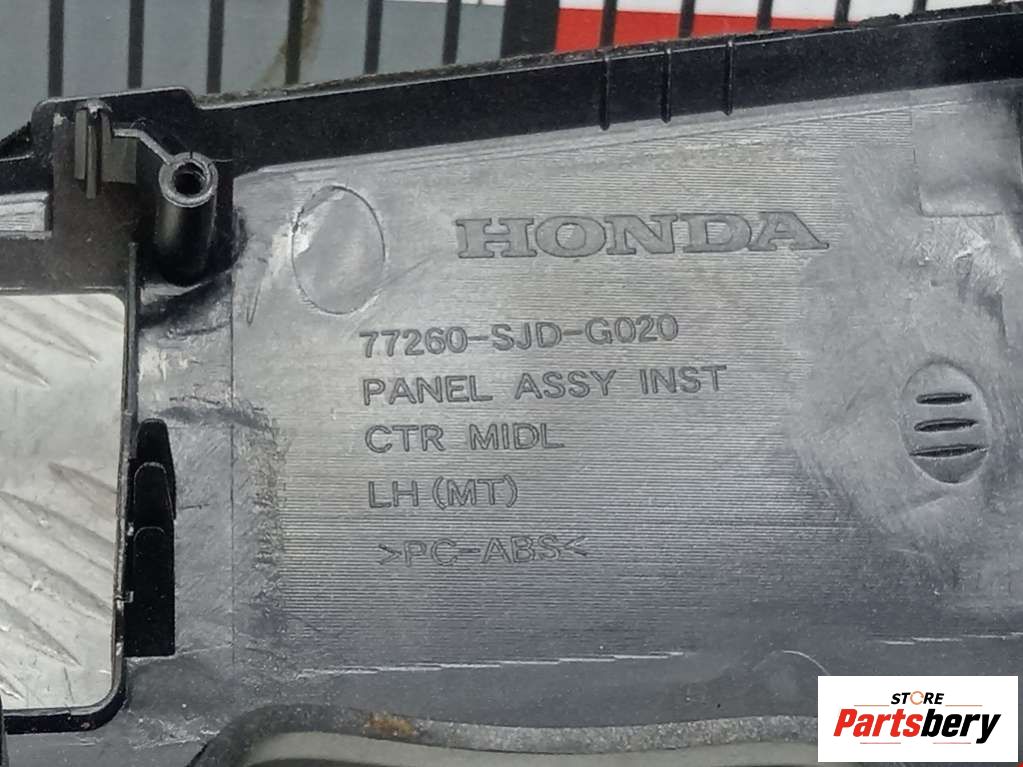 HONDA
77260-SJD-G020
PANEL ASSY INST
CTR MIDL
LH (MT)
>PC-ABS<
STORE
Partsbery